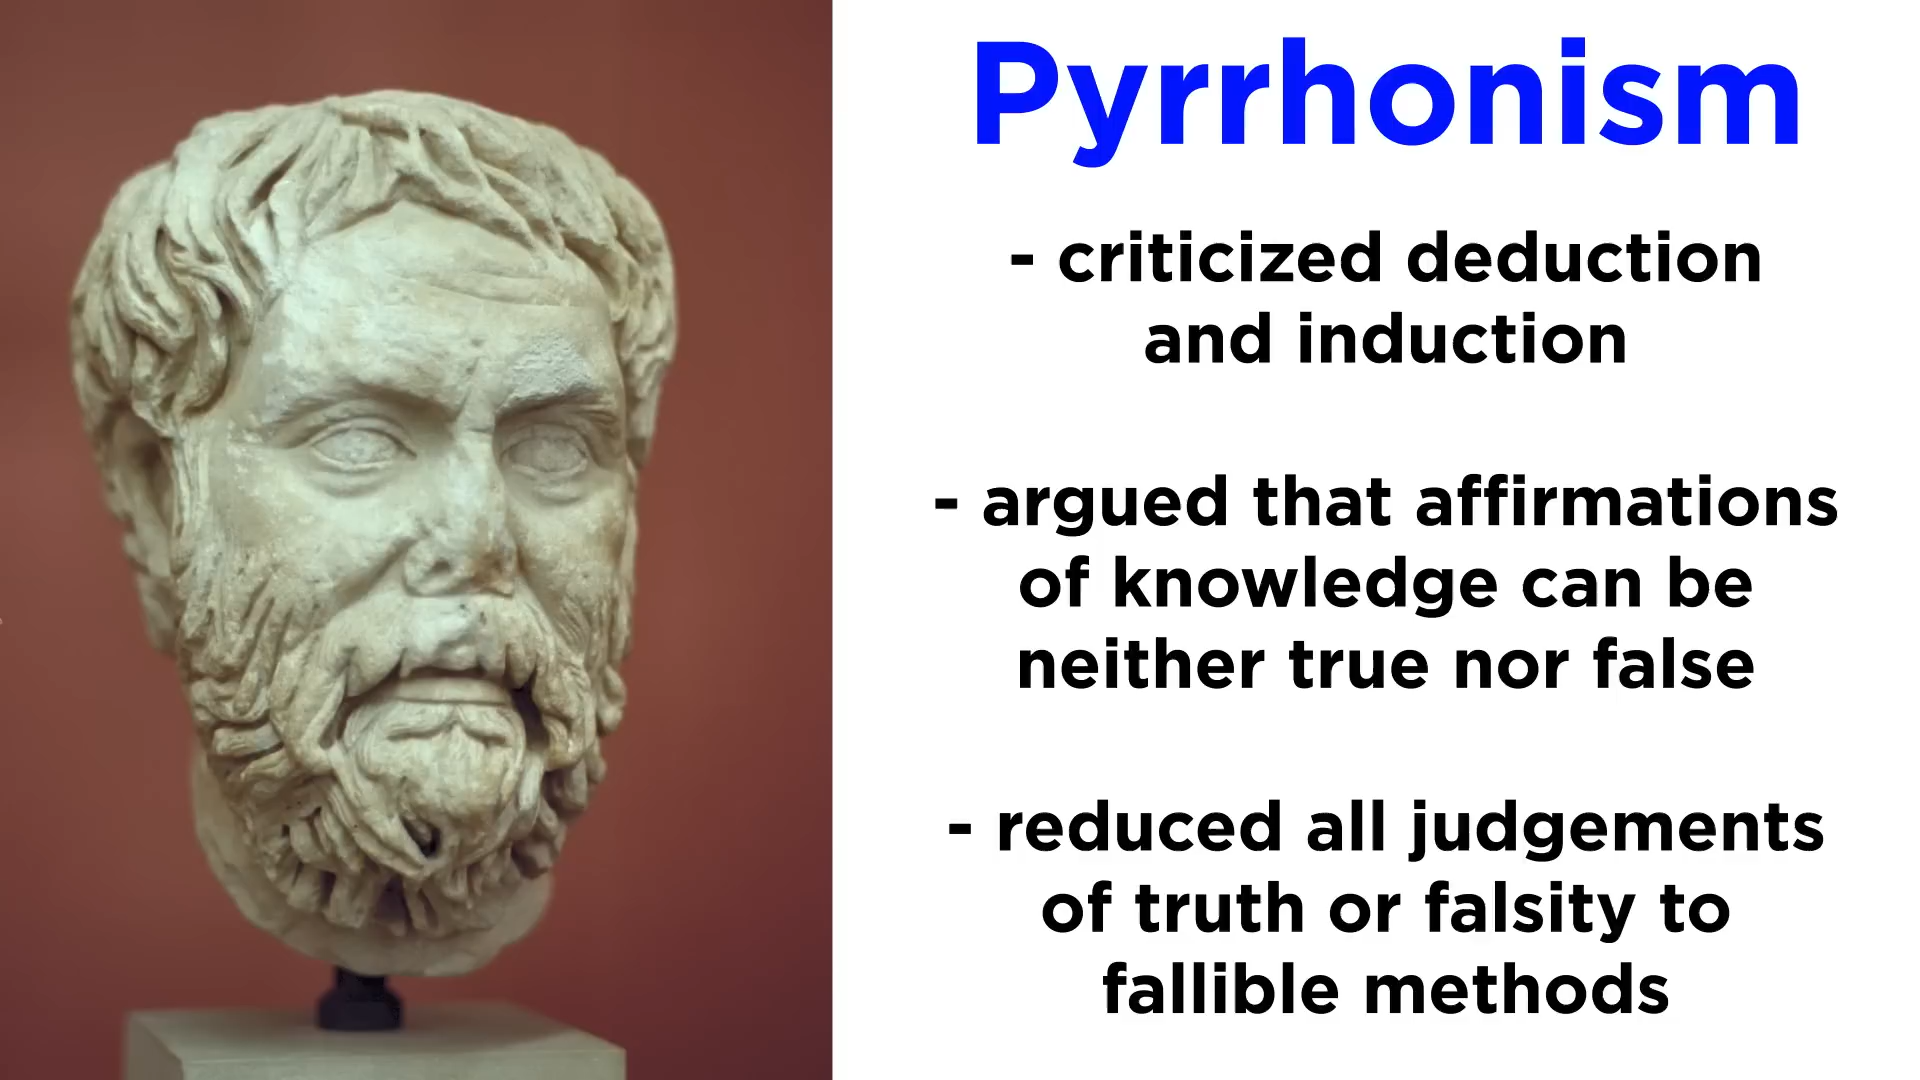 Pyrrhonism
- criticized deduction
and induction
- argued that affirmations
of knowledge can be
neither true nor false
- reduced all judgements
of truth or falsity to
fallible methods